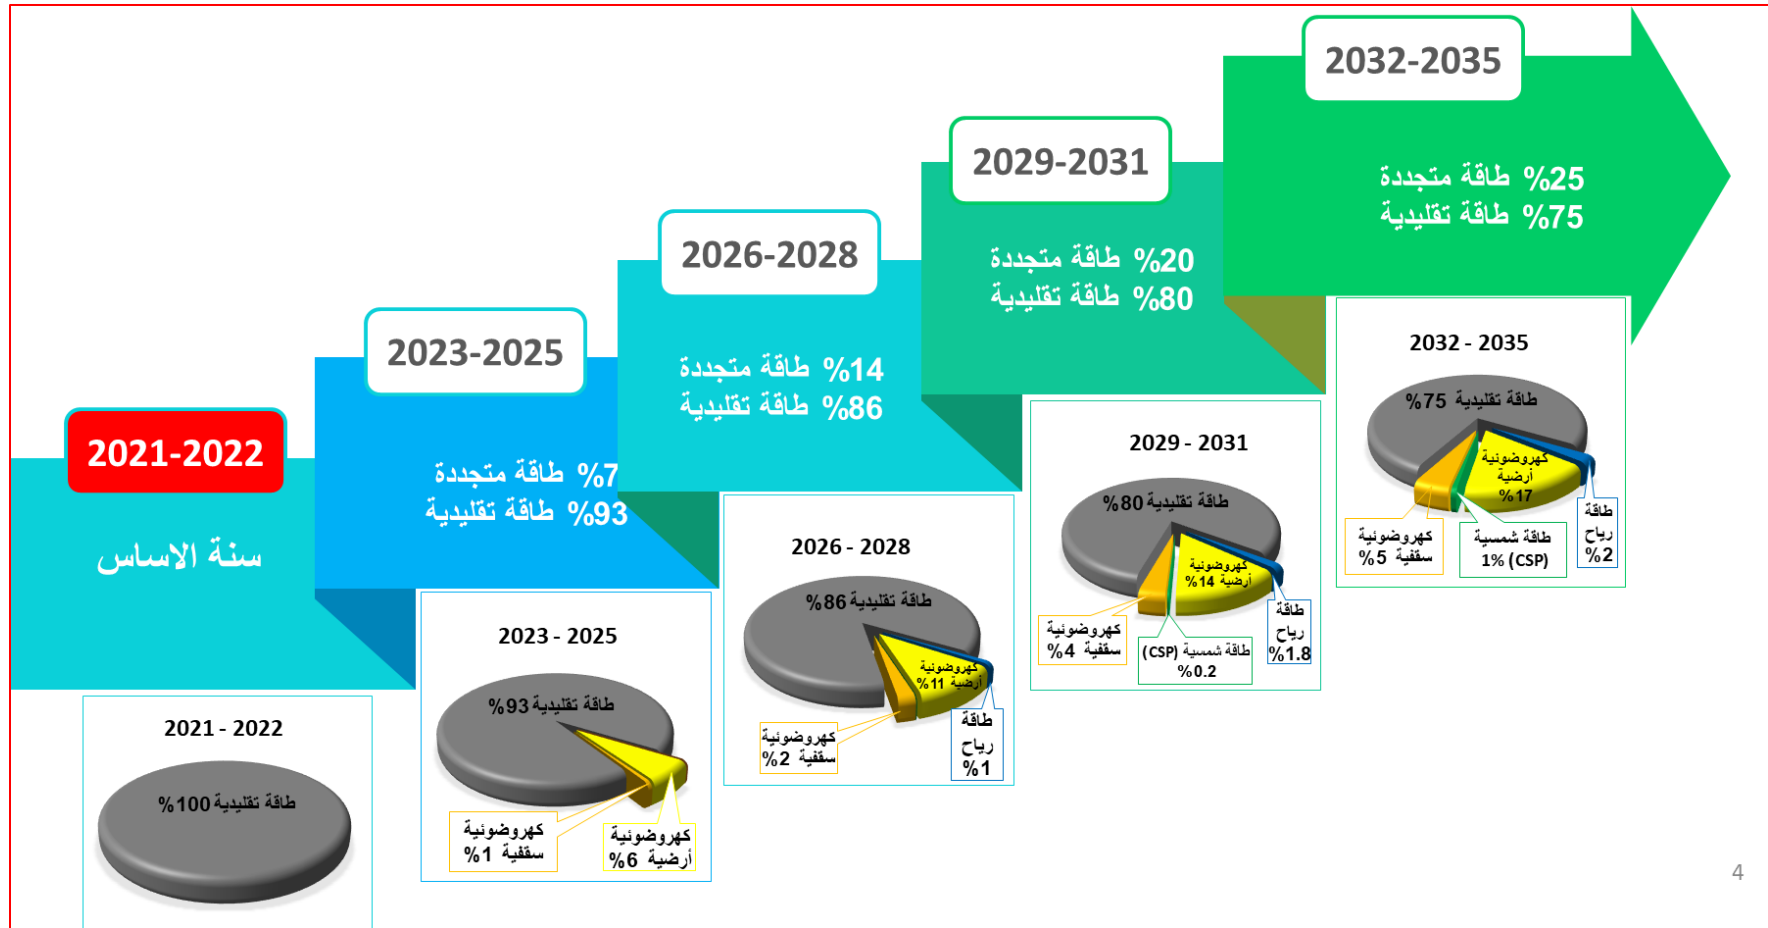 2021-2022
سنة الاساس
2021 - 2022
طاقة تقليدية 100%
2023-2025
%7 طاقة متجددة
%93 طاقة تقليدية
2023 - 2025
طاقة تقليدية 93%
كهروضوئية
سقفية 1%
كهروضوئية
أرضية 6%
2026-2028
%14 طاقة متجددة
%86 طاقة تقليدية
2026 - 2028
طاقة تقليدية 86%
كهروضوئية
أرضية 11%
كهروضوئية
سقفية 2%
طاقة
رياح
%1
2029-2031
%20 طاقة متجددة
%80 طاقة تقليدية
2029 - 2031
طاقة تقليدية 80%
كهروضوئية
أرضية 14%
كهروضوئية
سقفية 4%
طاقة شمسية (CSP)
%0.2
طاقة
رياح
%1.8
2032-2035
%25 طاقة متجددة
%75 طاقة تقليدية
2032 - 2035
طاقة تقليدية 75%
كهروضوئية
أرضية
%17
كهروضوئية
سقفية 5%
طاقة شمسية
1% (CSP)
طاقة
رياح
%2
4